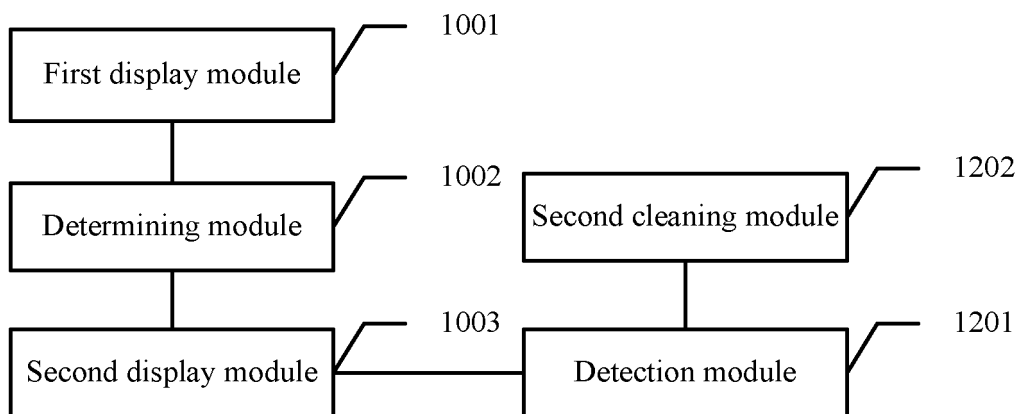 1001
First display module
1002
Determining module
1202
Second cleaning module
1003
Second display module
1201
Detection module